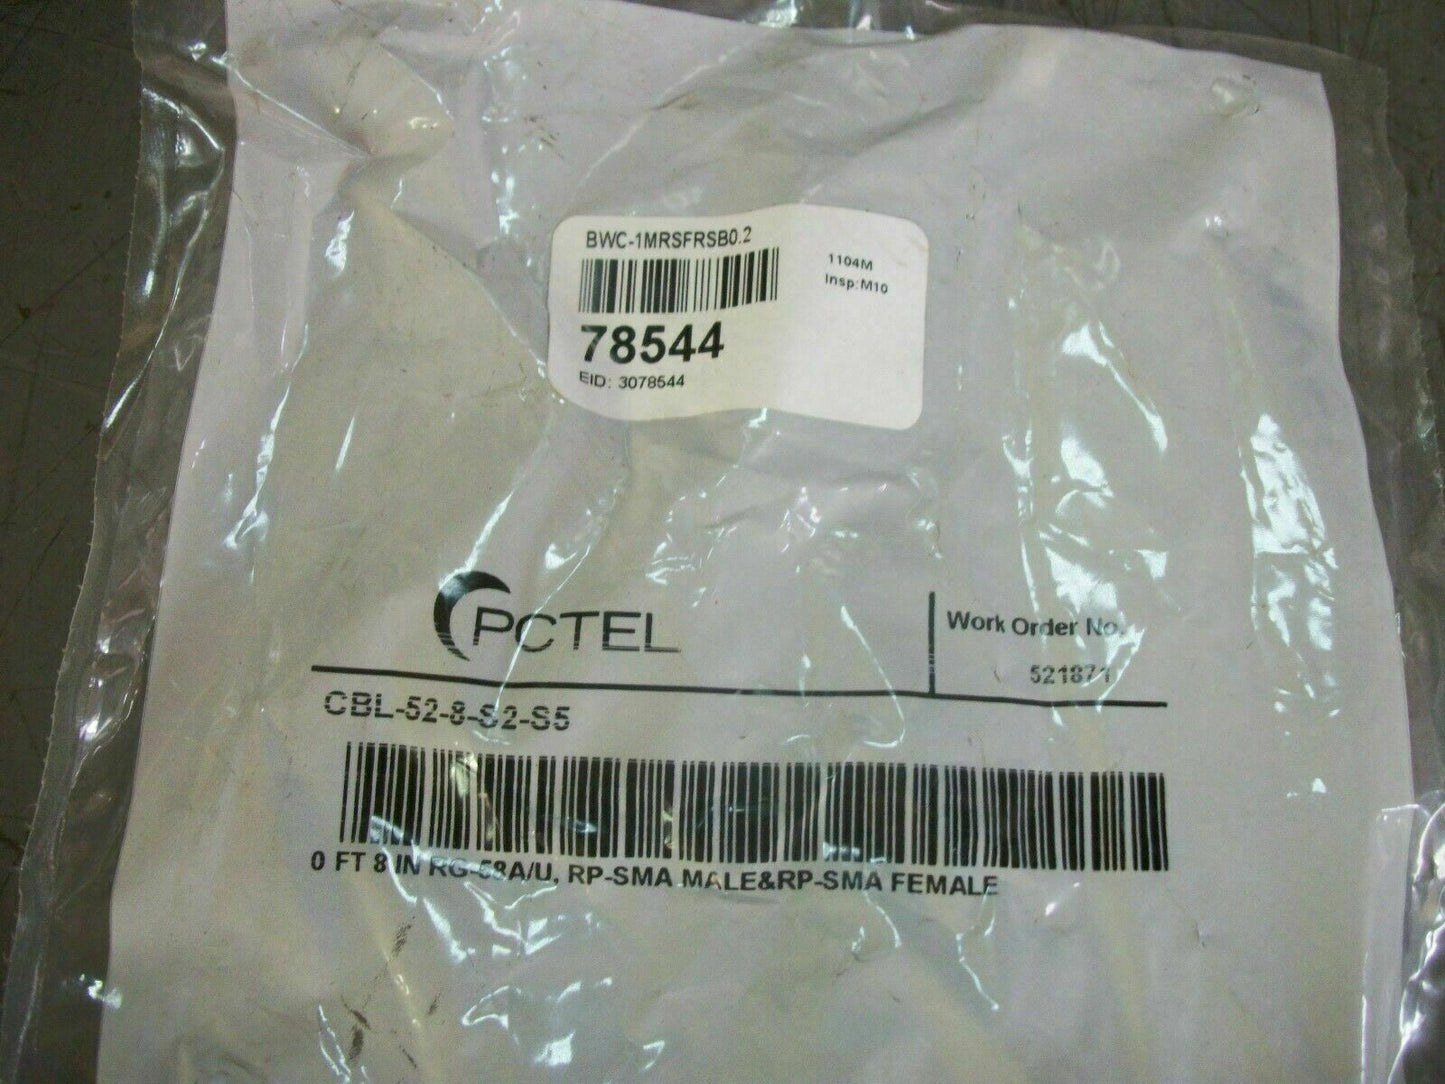 BWC-1MRSFRSB0.2
1104M
Insp:M10
78544
EID: 3078544
PCTEL
Work Order No.
521871
CBL-52-8-S2-S5
0 FT 8 IN RG-58A/U, RP-SMA MALE&RP-SMA FEMALE